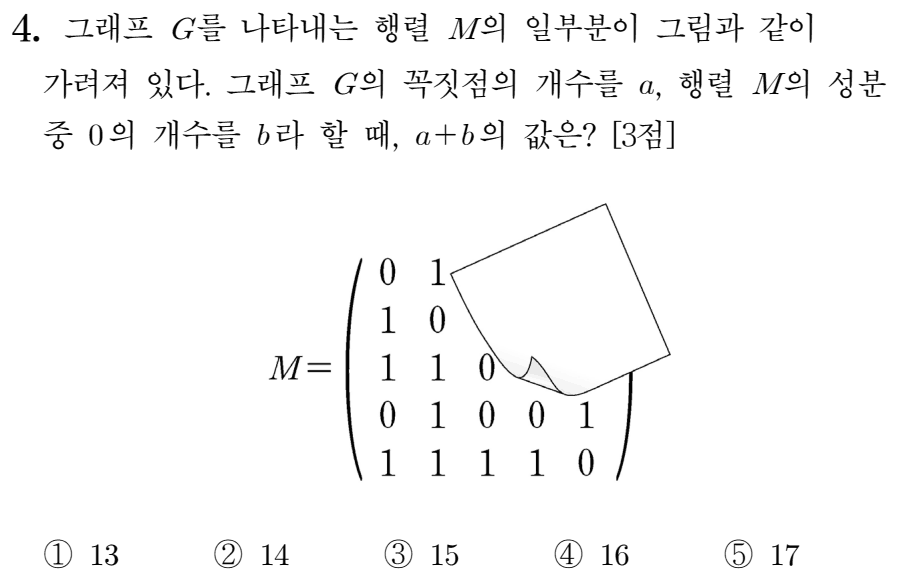 4. 그래프 G를 나타내는 행렬 M의 일부분이 그림과 같이
가려져 있다. 그래프 G의 꼭짓점의 개수를 a, 행렬 M의 성분
중 0의 개수를 b라 할 때, a+b의 값은? [3점]
0 1
1 0
M= 1 1 0
0 1 0 0 1
1 1 1 1 0
① 13 ② 14 ③ 15 ④ 16 ⑤ 17